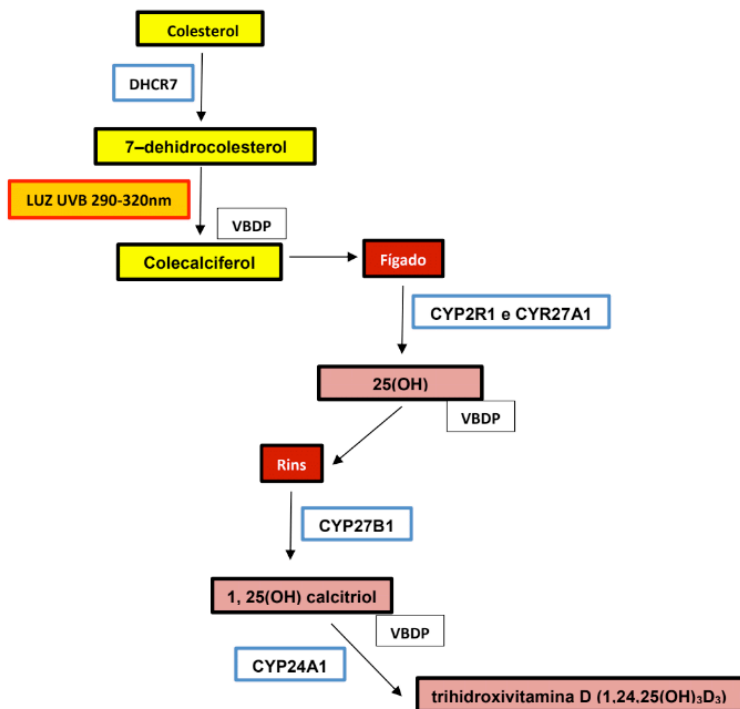 Colesterol
DHCR7
7–dehidrocolesterol
LUZ UVB 290-320nm
VBDP
Colecalciferol
Fígado
CYP2R1 e CYR27A1
25(OH)
VBDP
Rins
CYP27B1
1, 25(OH) calcitriol
VBDP
CYP24A1
trihidroxivitamina D (1,24,25(OH)₃D₃)